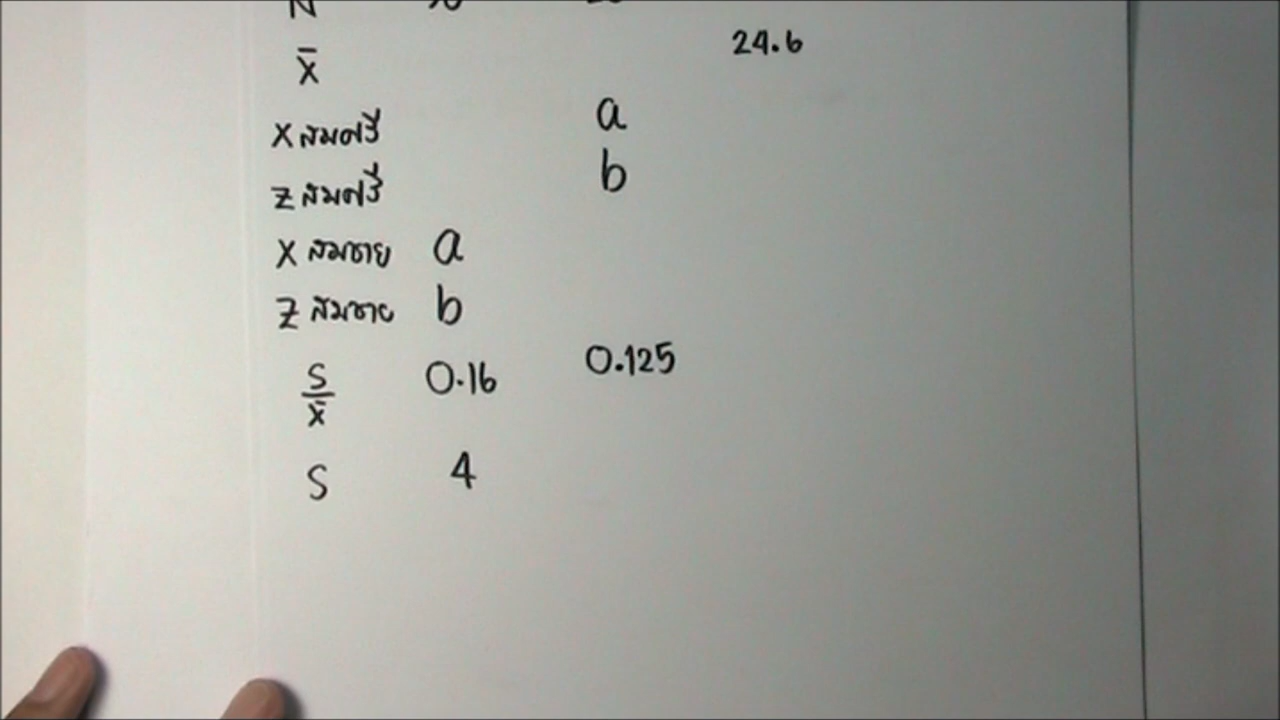 N
24.6
x̄
x สมศรี a
z สมศรี b
x สมชาย a
z สมชาย b
s/x̄ 0.16 0.125
s 4